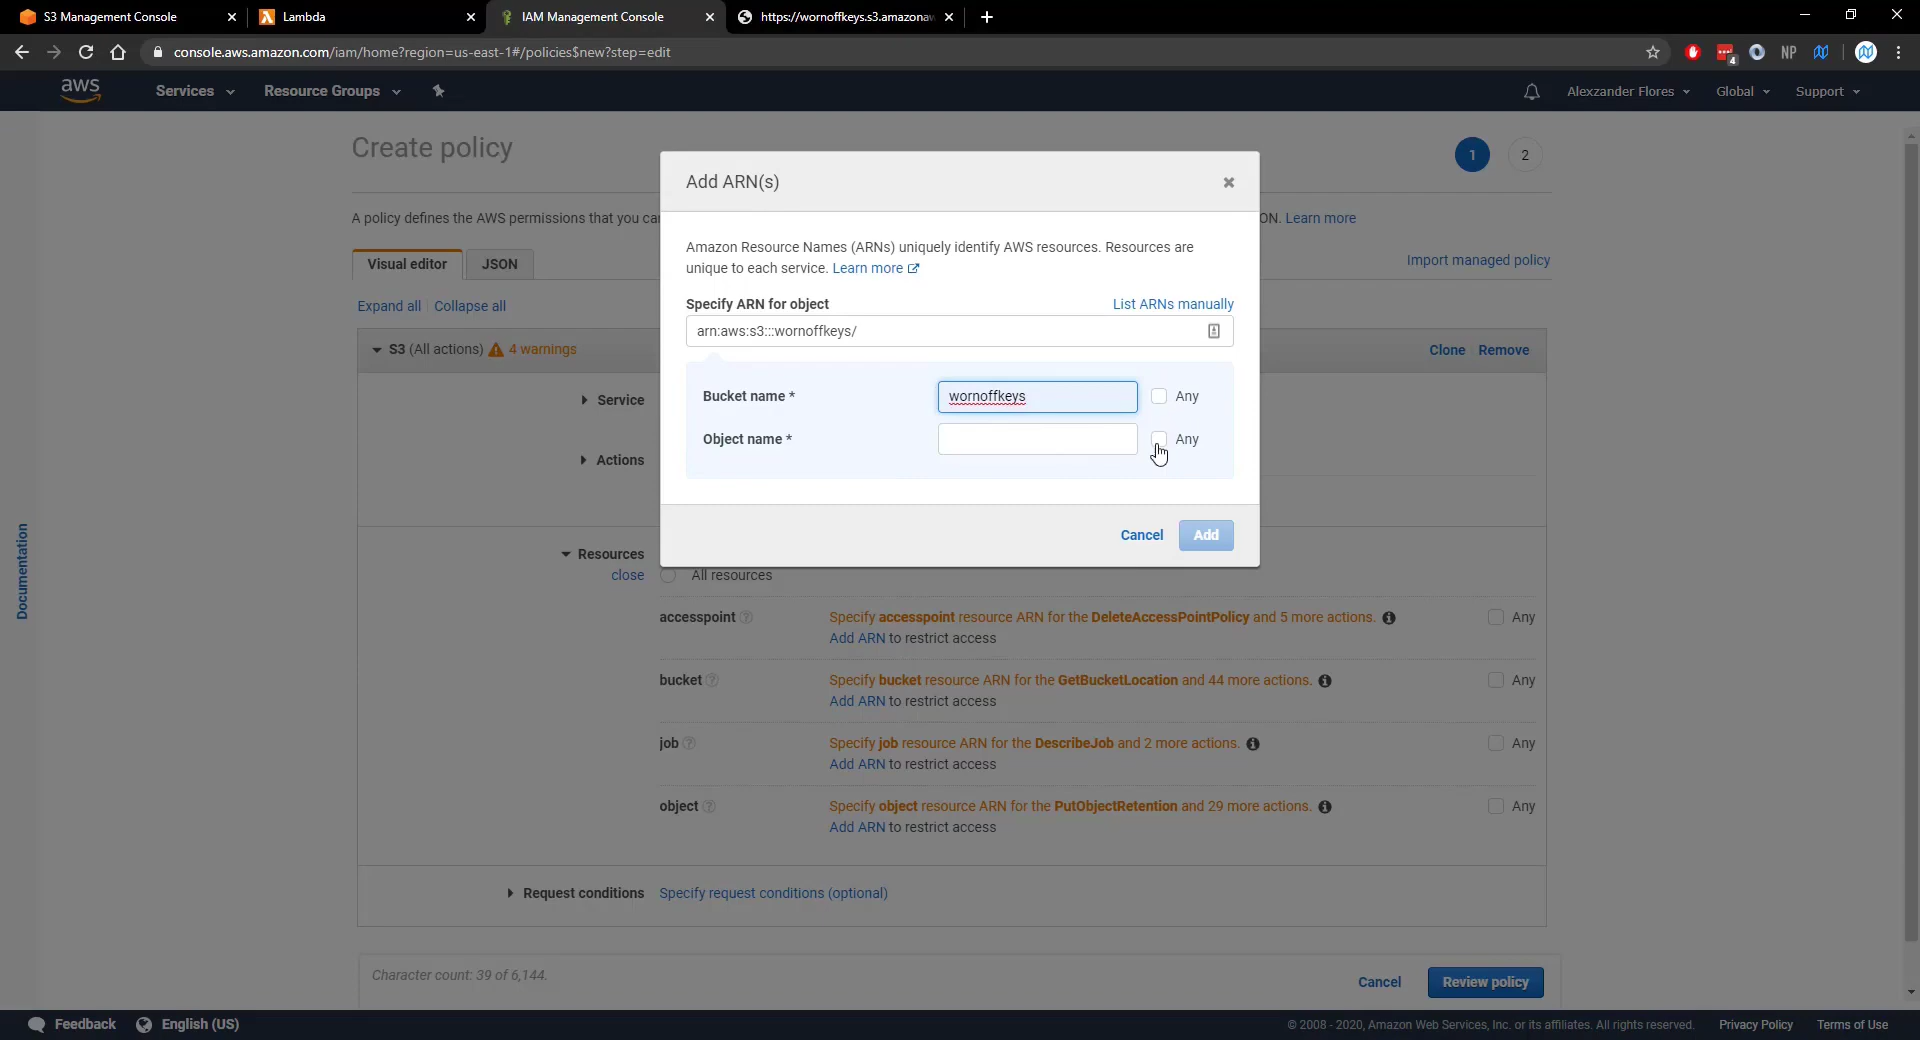 S3 Management Console
Lambda
IAM Management Console
https://wornoffkeys.s3.amazonaw
console.aws.amazon.com/iam/home?region=us-east-1#/policies$new?step=edit
4
NP
aws
Services
Resource Groups
Alexzander Flores
Global
Support
Create policy
1
2
A policy defines the AWS permissions that you ca
ON. Learn more
Visual editor
JSON
Import managed policy
Expand all
Collapse all
S3 (All actions)
4 warnings
Clone
Remove
Service
Actions
Resources
close
All resources
accesspoint
Specify accesspoint resource ARN for the DeleteAccessPointPolicy and 5 more actions.
Any
Add ARN to restrict access
bucket
Specify bucket resource ARN for the GetBucketLocation and 44 more actions.
Any
Add ARN to restrict access
job
Specify job resource ARN for the DescribeJob and 2 more actions.
Any
Add ARN to restrict access
object
Specify object resource ARN for the PutObjectRetention and 29 more actions.
Any
Add ARN to restrict access
Request conditions
Specify request conditions (optional)
Character count: 39 of 6,144.
Cancel
Review policy
Documentation
Add ARN(s)
Amazon Resource Names (ARNs) uniquely identify AWS resources. Resources are
unique to each service. Learn more
Specify ARN for object
List ARNs manually
arn:aws:s3:::wornoffkeys/
Bucket name *
wornoffkeys
Any
Object name *
Any
Cancel
Add
Feedback
English (US)
© 2008 - 2020, Amazon Web Services, Inc. or its affiliates. All rights reserved.
Privacy Policy
Terms of Use